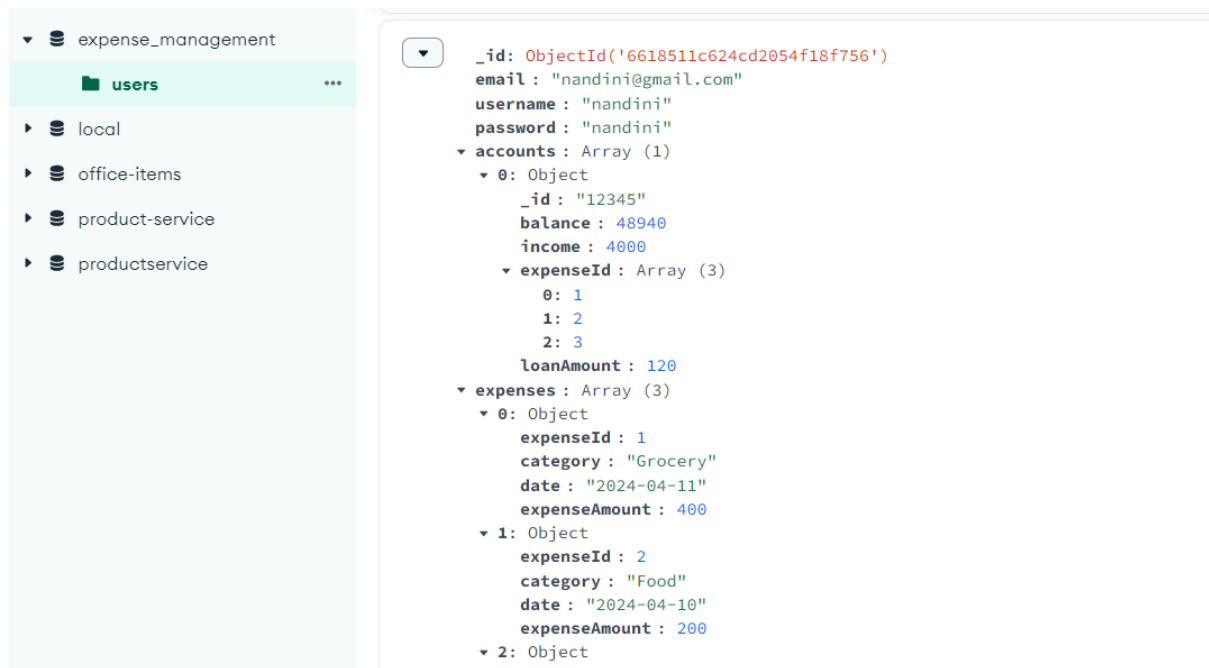 expense_management
users
local
office-items
product-service
productservice
_id: ObjectId('6618511c624cd2054f18f756')
email : "nandini@gmail.com"
username : "nandini"
password : "nandini"
accounts : Array (1)
0: Object
_id : "12345"
balance : 48940
income : 4000
expenseId : Array (3)
0: 1
1: 2
2: 3
loanAmount : 120
expenses : Array (3)
0: Object
expenseId : 1
category : "Grocery"
date : "2024-04-11"
expenseAmount : 400
1: Object
expenseId : 2
category : "Food"
date : "2024-04-10"
expenseAmount : 200
2: Object